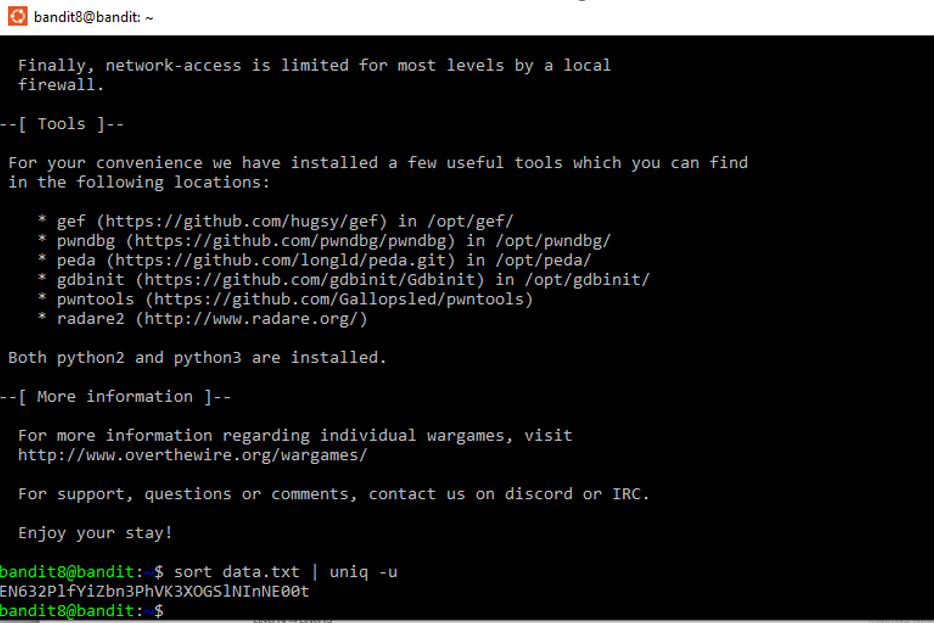 bandit8@bandit: ~
Finally, network-access is limited for most levels by a local
firewall.
--[ Tools ]--
For your convenience we have installed a few useful tools which you can find
in the following locations:
* gef (https://github.com/hugsy/gef) in /opt/gef/
* pwndbg (https://github.com/pwndbg/pwndbg) in /opt/pwndbg/
* peda (https://github.com/longld/peda.git) in /opt/peda/
* gdbinit (https://github.com/gdbinit/Gdbinit) in /opt/gdbinit/
* pwntools (https://github.com/Gallopsled/pwntools)
* radare2 (http://www.radare.org/)
Both python2 and python3 are installed.
--[ More information ]--
For more information regarding individual wargames, visit
http://www.overthewire.org/wargames/
For support, questions or comments, contact us on discord or IRC.
Enjoy your stay!
bandit8@bandit:~$ sort data.txt | uniq -u
EN632PlfYiZbn3PhVK3XOGSlNInNE00t
bandit8@bandit:~$